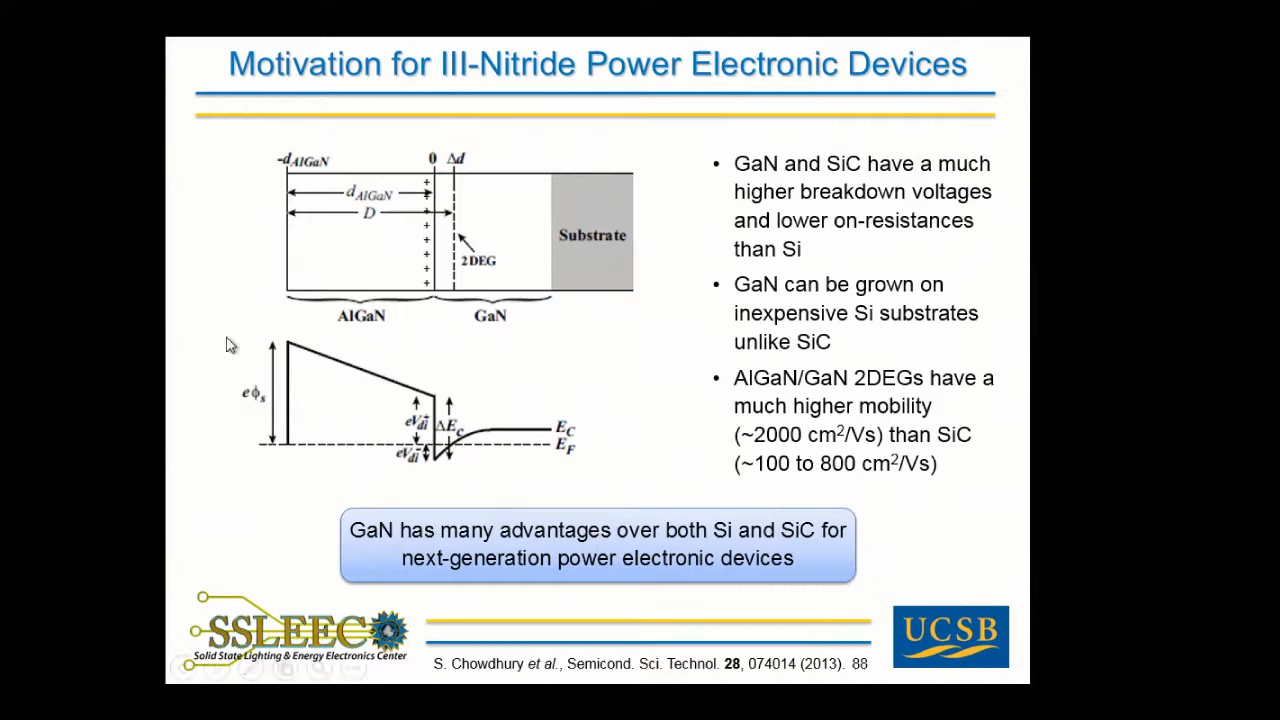 Motivation for III-Nitride Power Electronic Devices
-dAlGaN
0
Δd
dAlGaN
D
+
+
+
+
+
+
+
+
2DEG
Substrate
AlGaN
GaN
eϕs
eVdi+
ΔEc
eVdi-
EC
EF
• GaN and SiC have a much
higher breakdown voltages
and lower on-resistances
than Si
• GaN can be grown on
inexpensive Si substrates
unlike SiC
• AlGaN/GaN 2DEGs have a
much higher mobility
(~2000 cm²/Vs) than SiC
(~100 to 800 cm²/Vs)
GaN has many advantages over both Si and SiC for
next-generation power electronic devices
SSLEEC
Solid State Lighting & Energy Electronics Center
S. Chowdhury et al., Semicond. Sci. Technol. 28, 074014 (2013). 88
UCSB